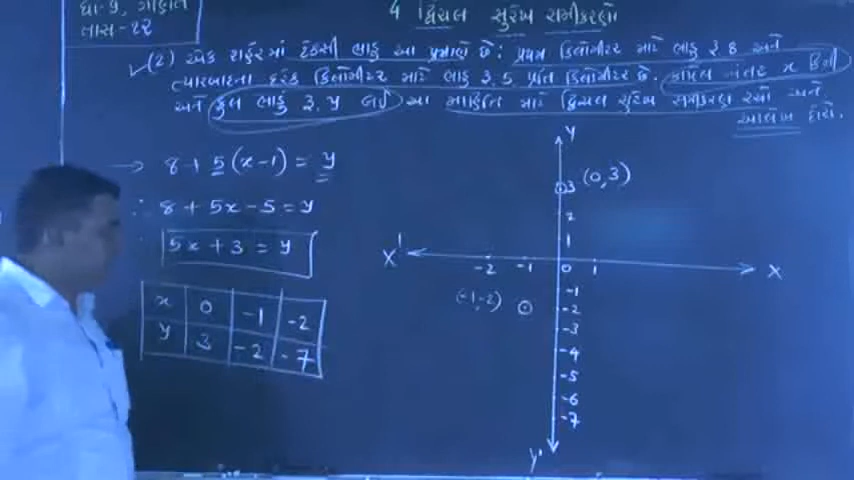 ધો-૧, ગણિત
તાસ-૧૨
4 દ્વિચલ સુરેખ સમીકરણો
(2) એક શહેરમાં ટેક્સી ભાડુ આ પ્રમાણે છે: પ્રથમ કિલોમીટર માટે ભાડુ રૂ.8 અને
ત્યારબાદના દરેક કિલોમીટર માટે ભાડુ રૂ.5 પ્રતિ કિલોમીટર છે. કાપેલ અંતર x કિમી
અને કુલ ભાડું રૂ. y લઈ આ માહિતિ માટે દ્વિચલ સુરેખ સમીકરણ રચો અને
આલેખ દોરો.
→ 8 + 5(x-1) = y
∴ 8 + 5x - 5 = y
∴ 5x + 3 = y
x 0 -1 -2
y 3 -2 -7
Y
3 (0,3)
2
1
X' -2 -1 0 1 X
-1
(-1,-2) -2
-3
-4
-5
-6
-7
Y'